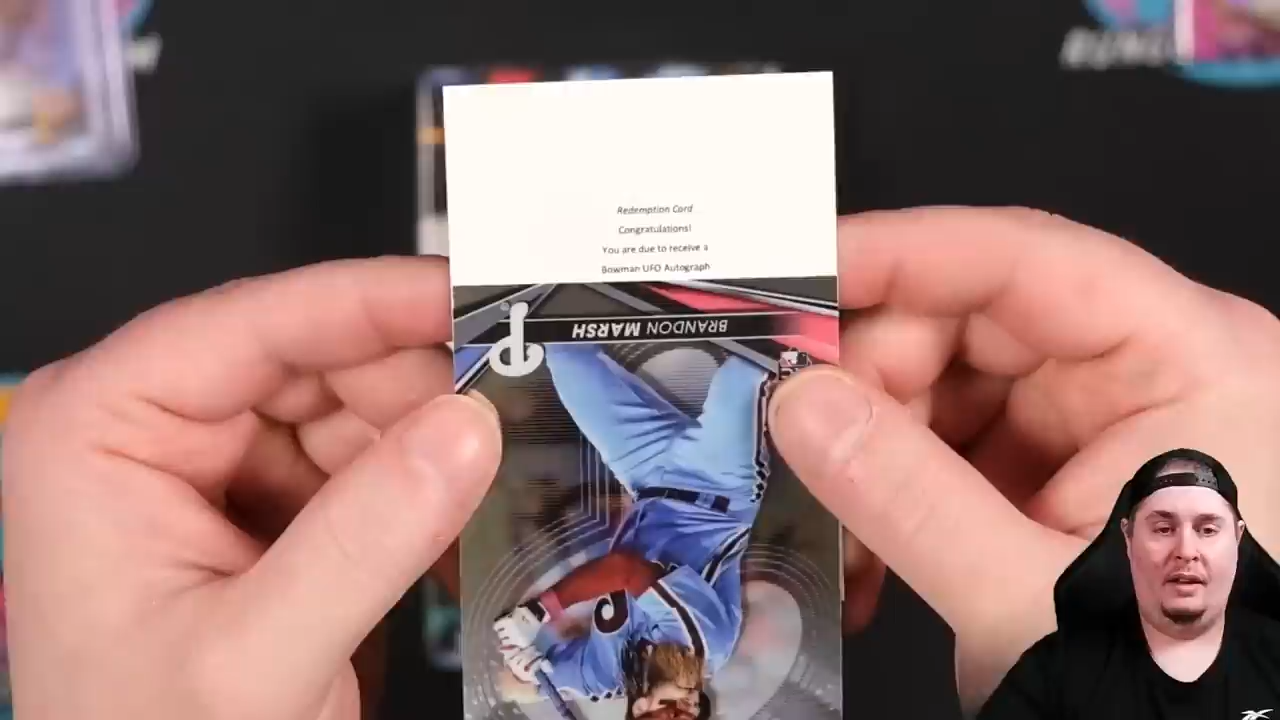 Redemption Card
Congratulations!
You are due to receive a
Bowman UFO Autograph
BRANDON MARSH